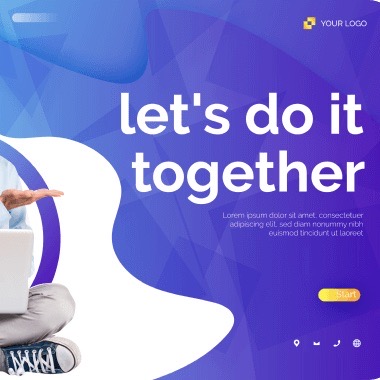 YOUR LOGO
let's do it
together
Lorem ipsum dolor sit amet, consectetuer
adipiscing elit, sed diam nonummy nibh
euismod tincidunt ut laoreet
Start